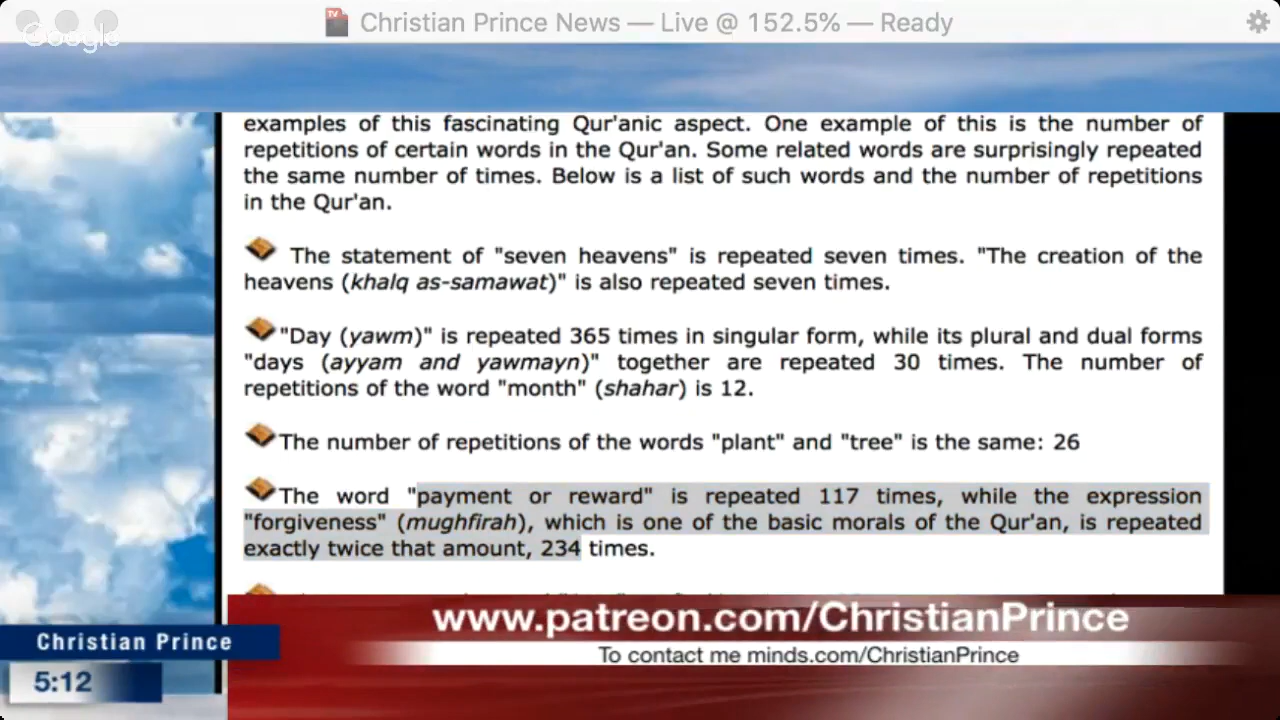 Christian Prince News — Live @ 152.5% — Ready
Google
examples of this fascinating Qur'anic aspect. One example of this is the number of
repetitions of certain words in the Qur'an. Some related words are surprisingly repeated
the same number of times. Below is a list of such words and the number of repetitions
in the Qur'an.
The statement of "seven heavens" is repeated seven times. "The creation of the
heavens (khalq as-samawat)" is also repeated seven times.
"Day (yawm)" is repeated 365 times in singular form, while its plural and dual forms
"days (ayyam and yawmayn)" together are repeated 30 times. The number of
repetitions of the word "month" (shahar) is 12.
The number of repetitions of the words "plant" and "tree" is the same: 26
The word "payment or reward" is repeated 117 times, while the expression
"forgiveness" (mughfirah), which is one of the basic morals of the Qur'an, is repeated
exactly twice that amount, 234 times.
www.patreon.com/ChristianPrince
To contact me minds.com/ChristianPrince
Christian Prince
5:12